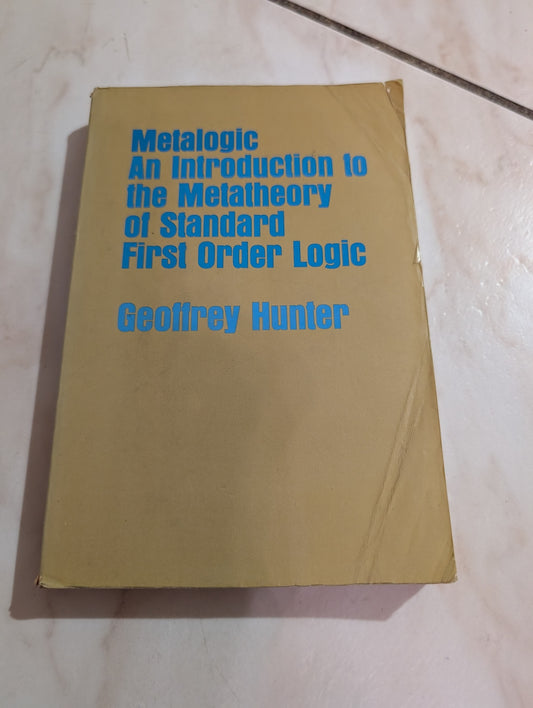 Metalogic
An Introduction to
the Metatheory
of Standard
First Order Logic
Geoffrey Hunter